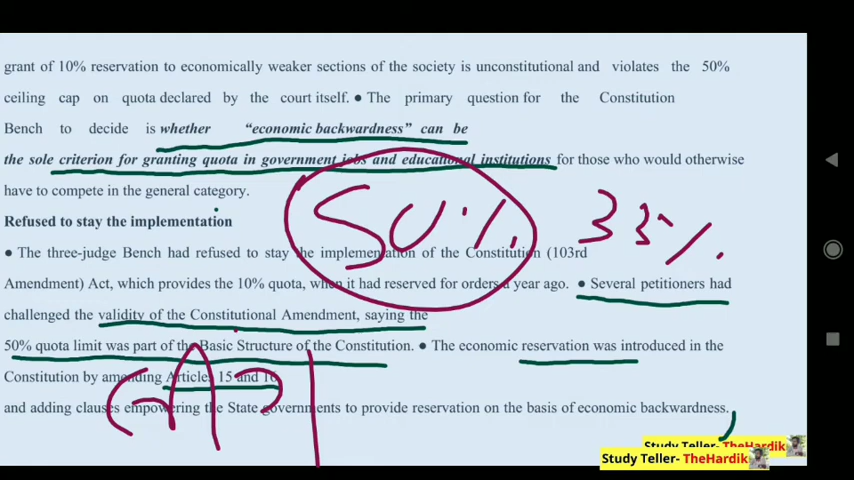 grant of 10% reservation to economically weaker sections of the society is unconstitutional and violates the 50%
ceiling cap on quota declared by the court itself. ● The primary question for the Constitution
Bench to decide is whether “economic backwardness” can be
the sole criterion for granting quota in government jobs and educational institutions for those who would otherwise
have to compete in the general category.
50% 33%
Refused to stay the implementation
● The three-judge Bench had refused to stay the implementation of the Constitution (103rd
Amendment) Act, which provides the 10% quota, when it had reserved for orders a year ago. ● Several petitioners had
challenged the validity of the Constitutional Amendment, saying the
50% quota limit was part of the Basic Structure of the Constitution. ● The economic reservation was introduced in the
Constitution by amending Articles 15 and 16
and adding clauses empowering the State governments to provide reservation on the basis of economic backwardness.
Study Teller- TheHardik
Study Teller- TheHardik